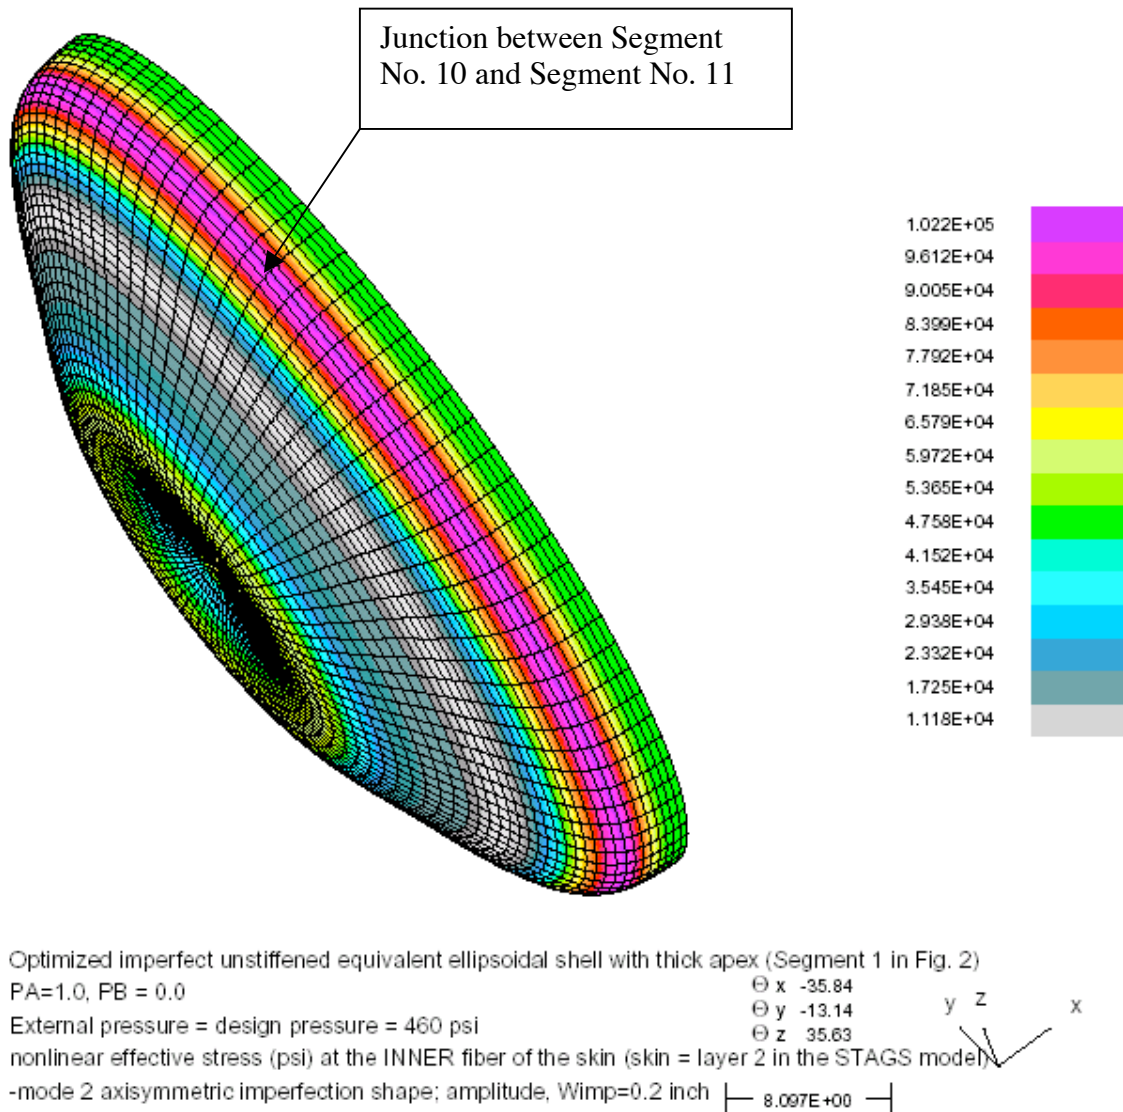 Junction between Segment
No. 10 and Segment No. 11
1.022E+05
9.612E+04
9.005E+04
8.399E+04
7.792E+04
7.185E+04
6.579E+04
5.972E+04
5.365E+04
4.758E+04
4.152E+04
3.545E+04
2.938E+04
2.332E+04
1.725E+04
1.118E+04
Optimized imperfect unstiffened equivalent ellipsoidal shell with thick apex (Segment 1 in Fig. 2)
PA=1.0, PB = 0.0
External pressure = design pressure = 460 psi
nonlinear effective stress (psi) at the INNER fiber of the skin (skin = layer 2 in the STAGS model)
-mode 2 axisymmetric imperfection shape; amplitude, Wimp=0.2 inch
Θ x -35.84
Θ y -13.14
Θ z 35.63
y z x
8.097E+00